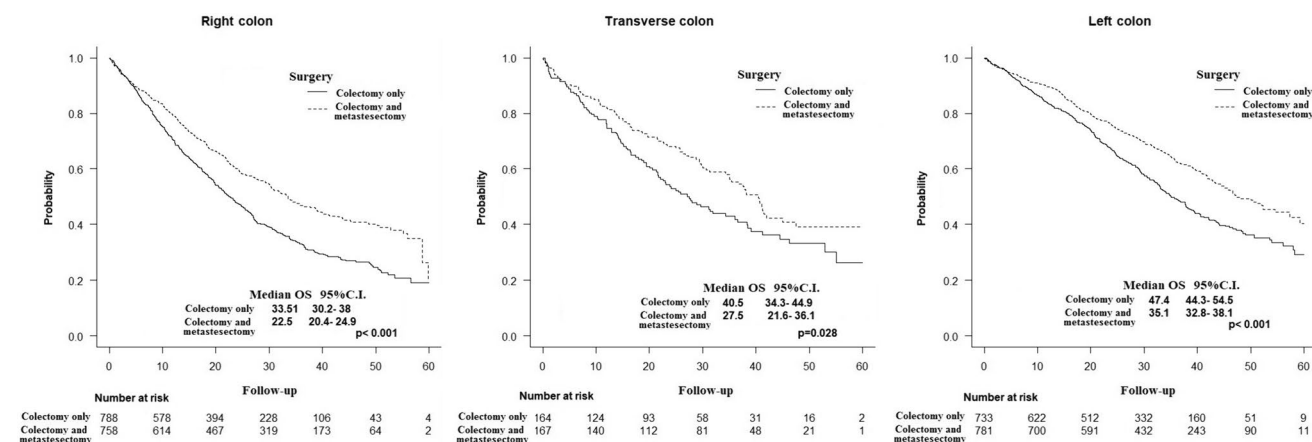 Right colon
Probability
1.0
0.8
0.6
0.4
0.2
0.0
Surgery
Colectomy only
Colectomy and
metastesectomy
Median OS 95%C.I.
Colectomy only 33.51 30.2- 38
Colectomy and
metastesectomy 22.5 20.4- 24.9
p< 0.001
0 10 20 30 40 50 60
Follow-up
Number at risk
Colectomy only 788 578 394 228 106 43 4
Colectomy and
metastesectomy 758 614 467 319 173 64 2
Transverse colon
Probability
1.0
0.8
0.6
0.4
0.2
0.0
Surgery
Colectomy only
Colectomy and
metastesectomy
Median OS 95%C.I.
Colectomy only 40.5 34.3- 44.9
Colectomy and
metastesectomy 27.5 21.6- 36.1
p=0.028
0 10 20 30 40 50 60
Follow-up
Number at risk
Colectomy only 164 124 93 58 31 16 2
Colectomy and
metastesectomy 167 140 112 81 48 21 1
Left colon
Probability
1.0
0.8
0.6
0.4
0.2
0.0
Surgery
Colectomy only
Colectomy and
metastesectomy
Median OS 95%C.I.
Colectomy only 47.4 44.3- 54.5
Colectomy and
metastesectomy 35.1 32.8- 38.1
p< 0.001
0 10 20 30 40 50 60
Follow-up
Number at risk
Colectomy only 733 622 512 332 160 51 9
Colectomy and
metastesectomy 781 700 591 432 243 90 11